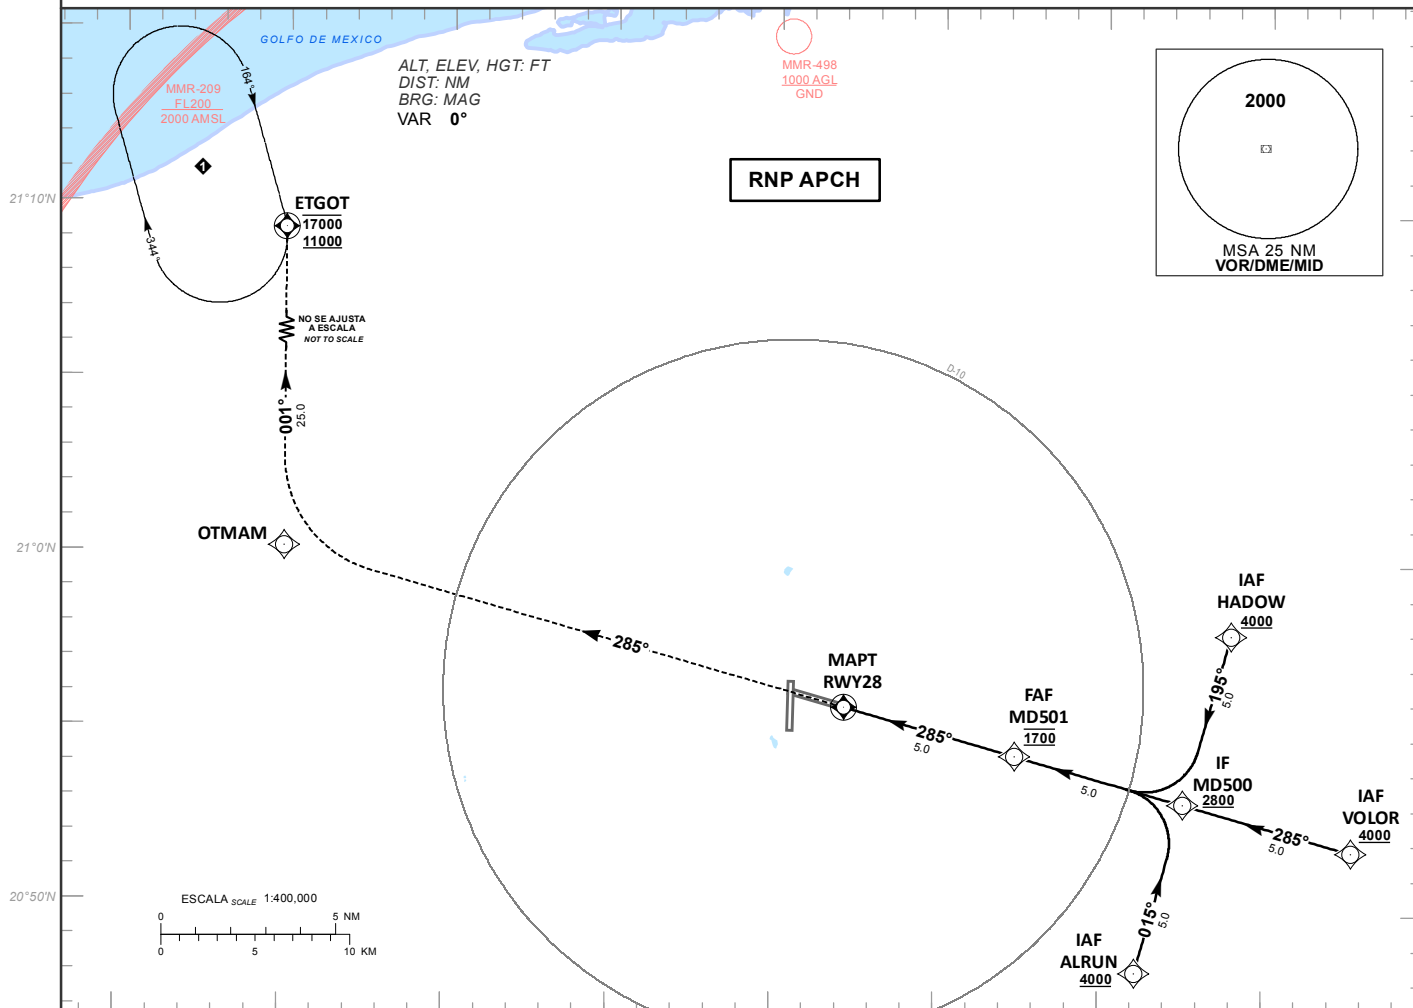 GOLFO DE MEXICO
ALT, ELEV, HGT: FT
DIST: NM
BRG: MAG
VAR 0°
MMR-209
FL200
2000 AMSL
164°
344°
1
MMR-498
1000 AGL
GND
RNP APCH
2000
MSA 25 NM
VOR/DME/MID
21°10'N
ETGOT
17000
11000
NO SE AJUSTA
A ESCALA
NOT TO SCALE
001°
25.0
D-10
21°0'N
OTMAM
285°
MAPT
RWY28
285°
5.0
FAF
MD501
1700
5.0
IAF
HADOW
4000
195°
5.0
IF
MD500
2800
285°
5.0
IAF
VOLOR
4000
015°
5.0
IAF
ALRUN
4000
20°50'N
ESCALA SCALE 1:400,000
0 5 NM
0 5 10 KM